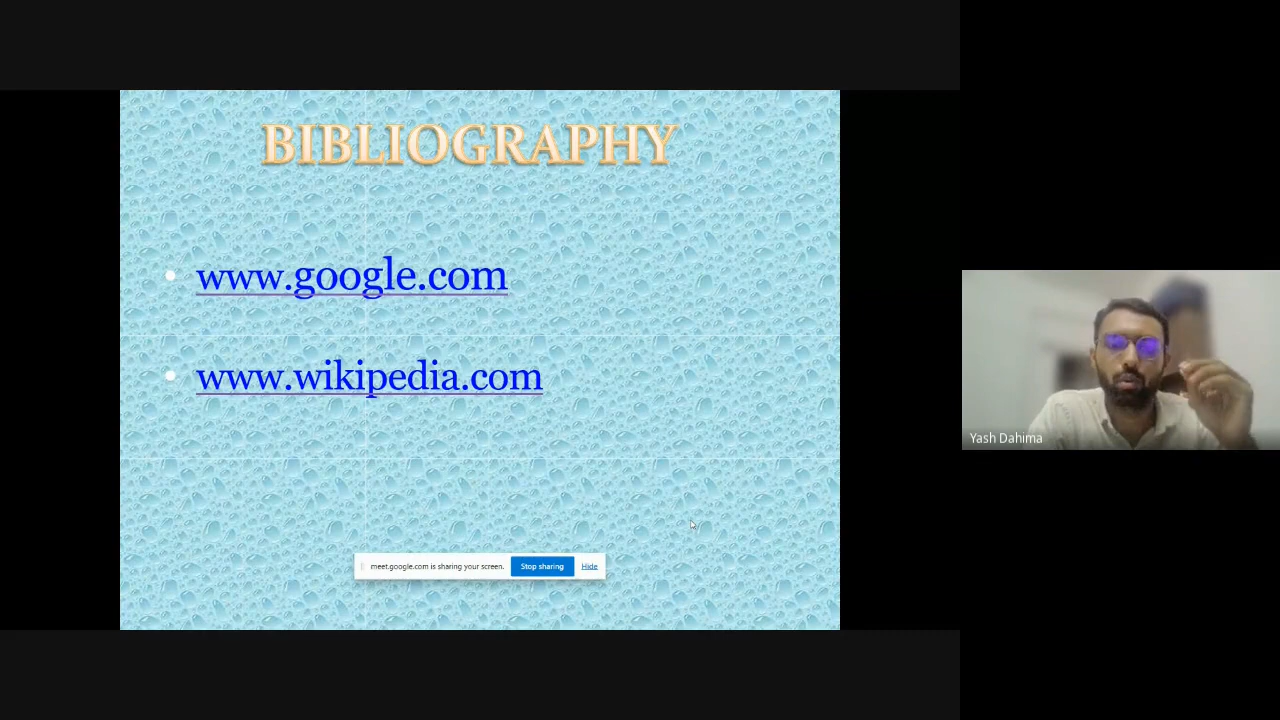 BIBLIOGRAPHY
• www.google.com
• www.wikipedia.com
meet.google.com is sharing your screen. Stop sharing Hide
Yash Dahima